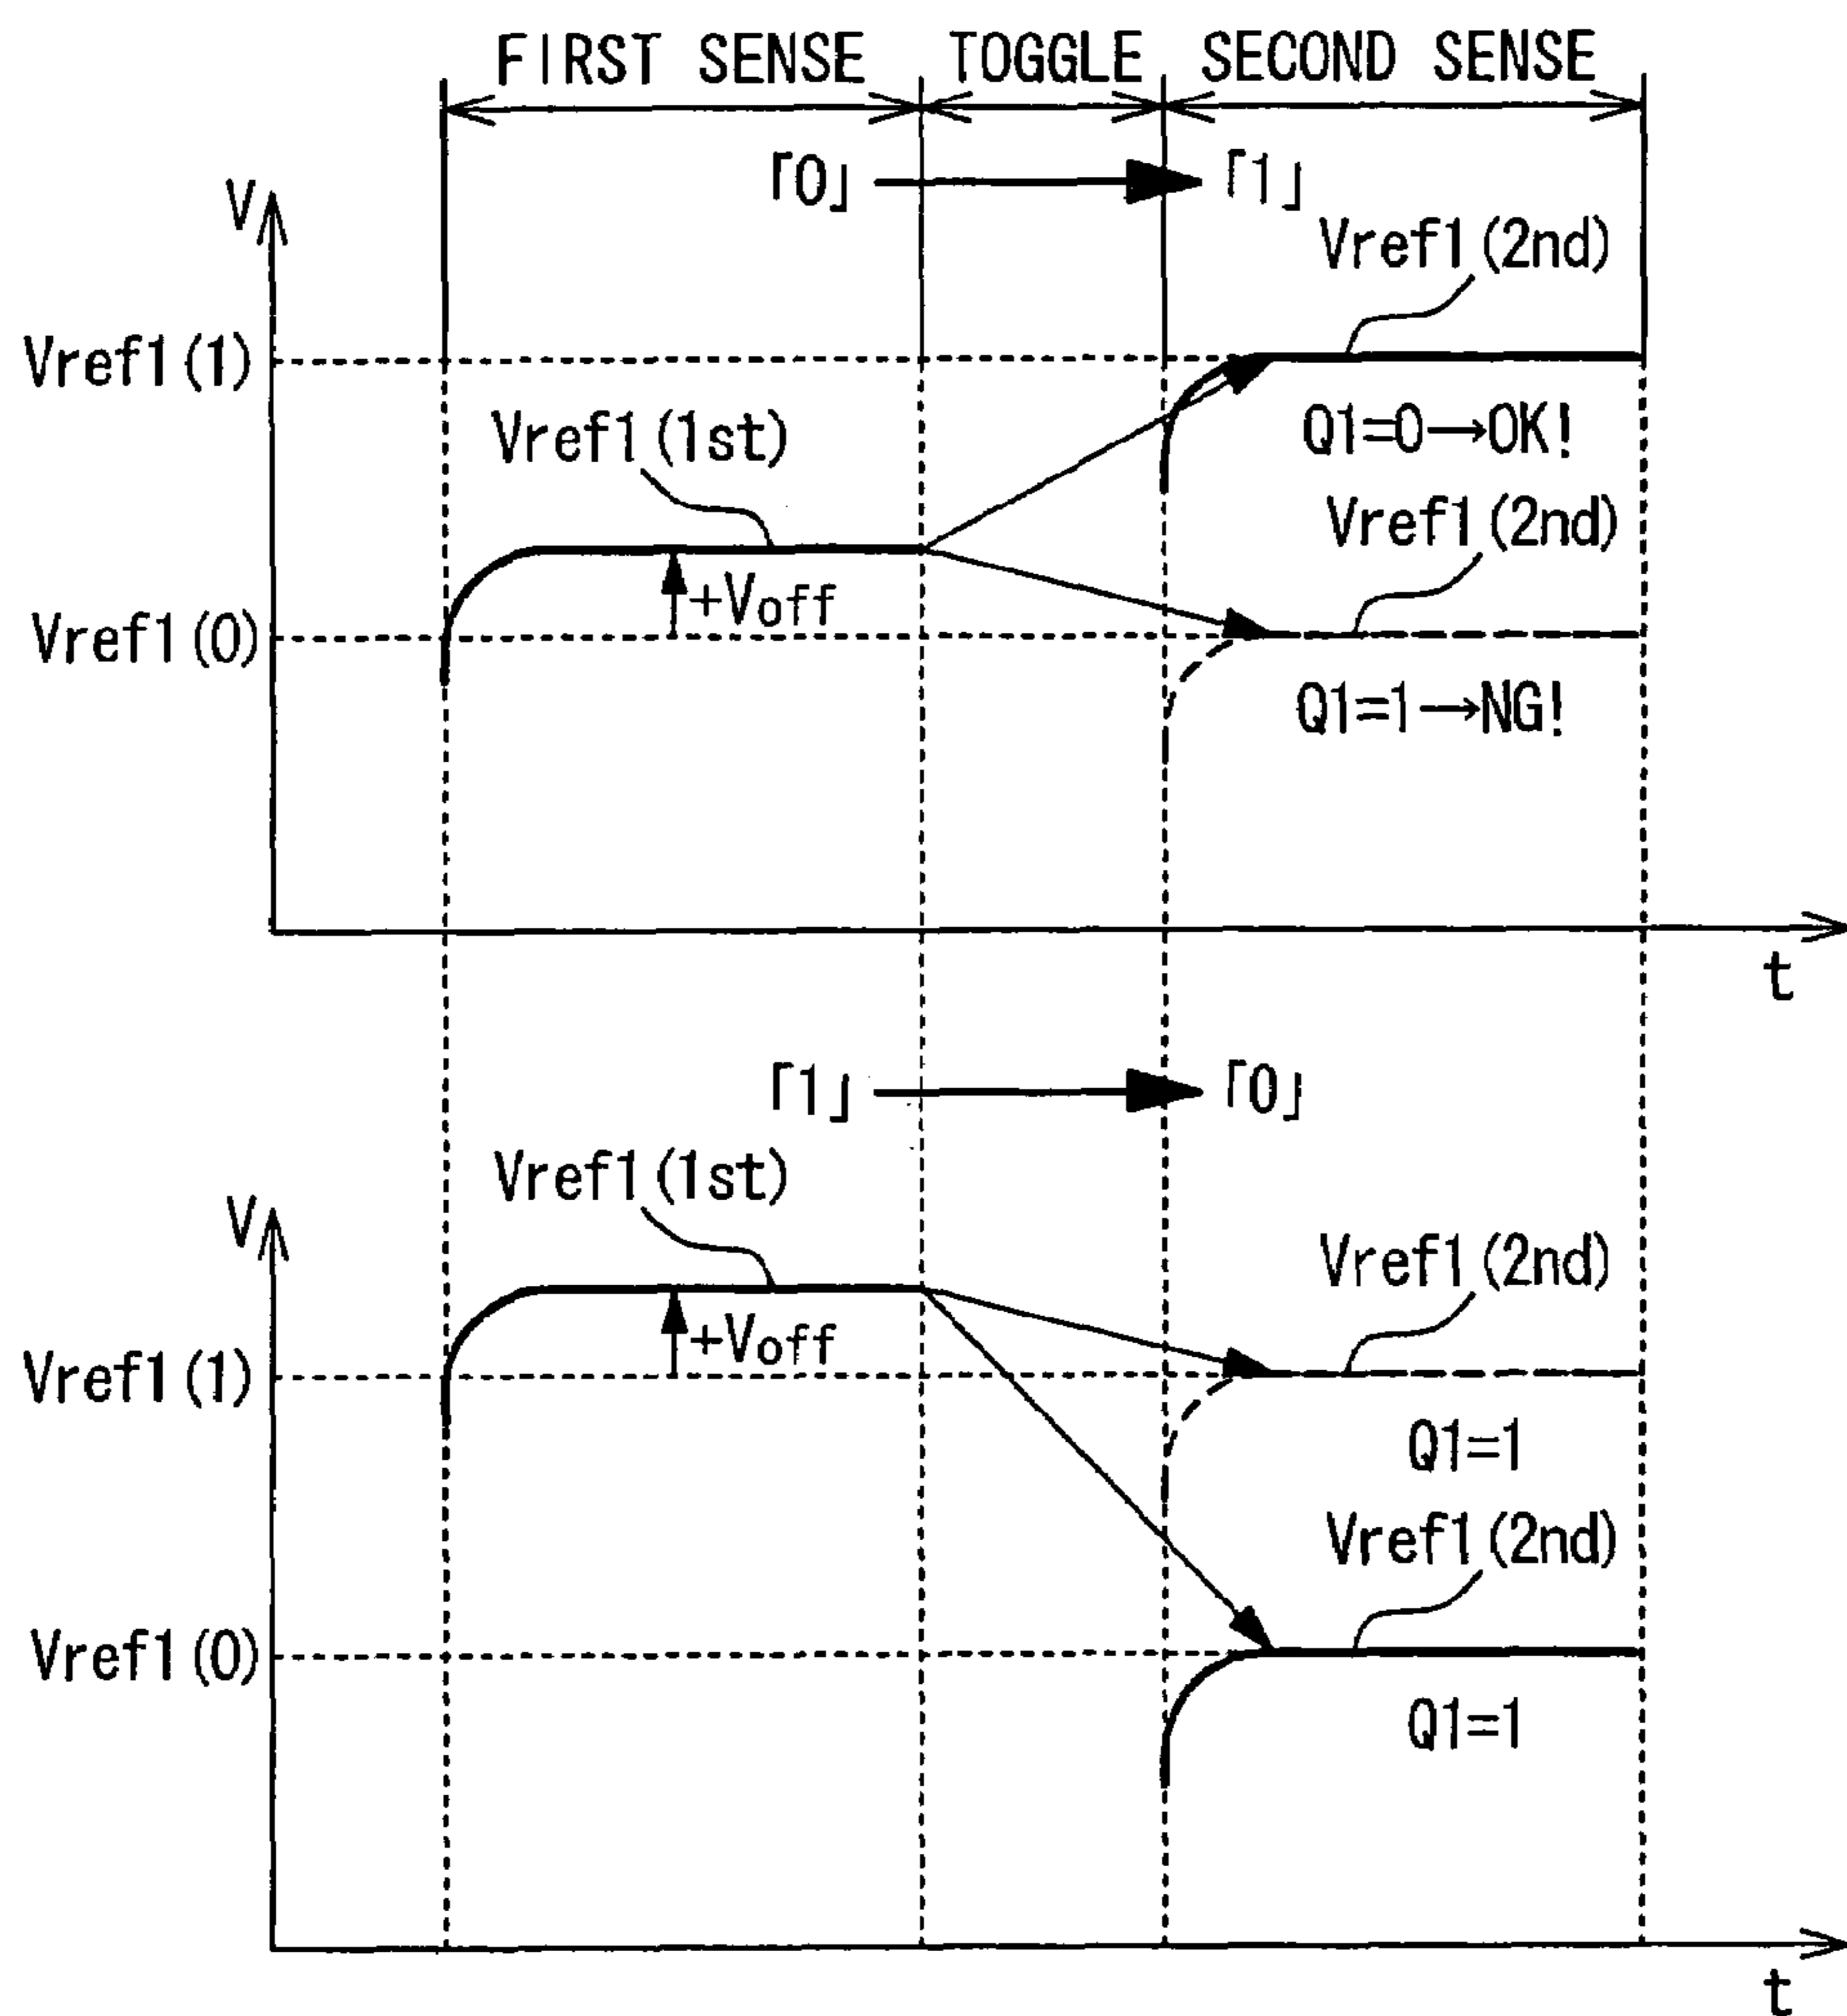 FIRST SENSE TOGGLE SECOND SENSE
「0」 「1」
V
Vref1(2nd)
Vref1(1)
Vref1(1st)
Q1=0→OK!
Vref1(2nd)
+Voff
Vref1(0)
Q1=1→NG!
t
「1」 「0」
Vref1(1st)
V
Vref1(2nd)
+Voff
Vref1(1)
Q1=1
Vref1(2nd)
Vref1(0)
Q1=1
t